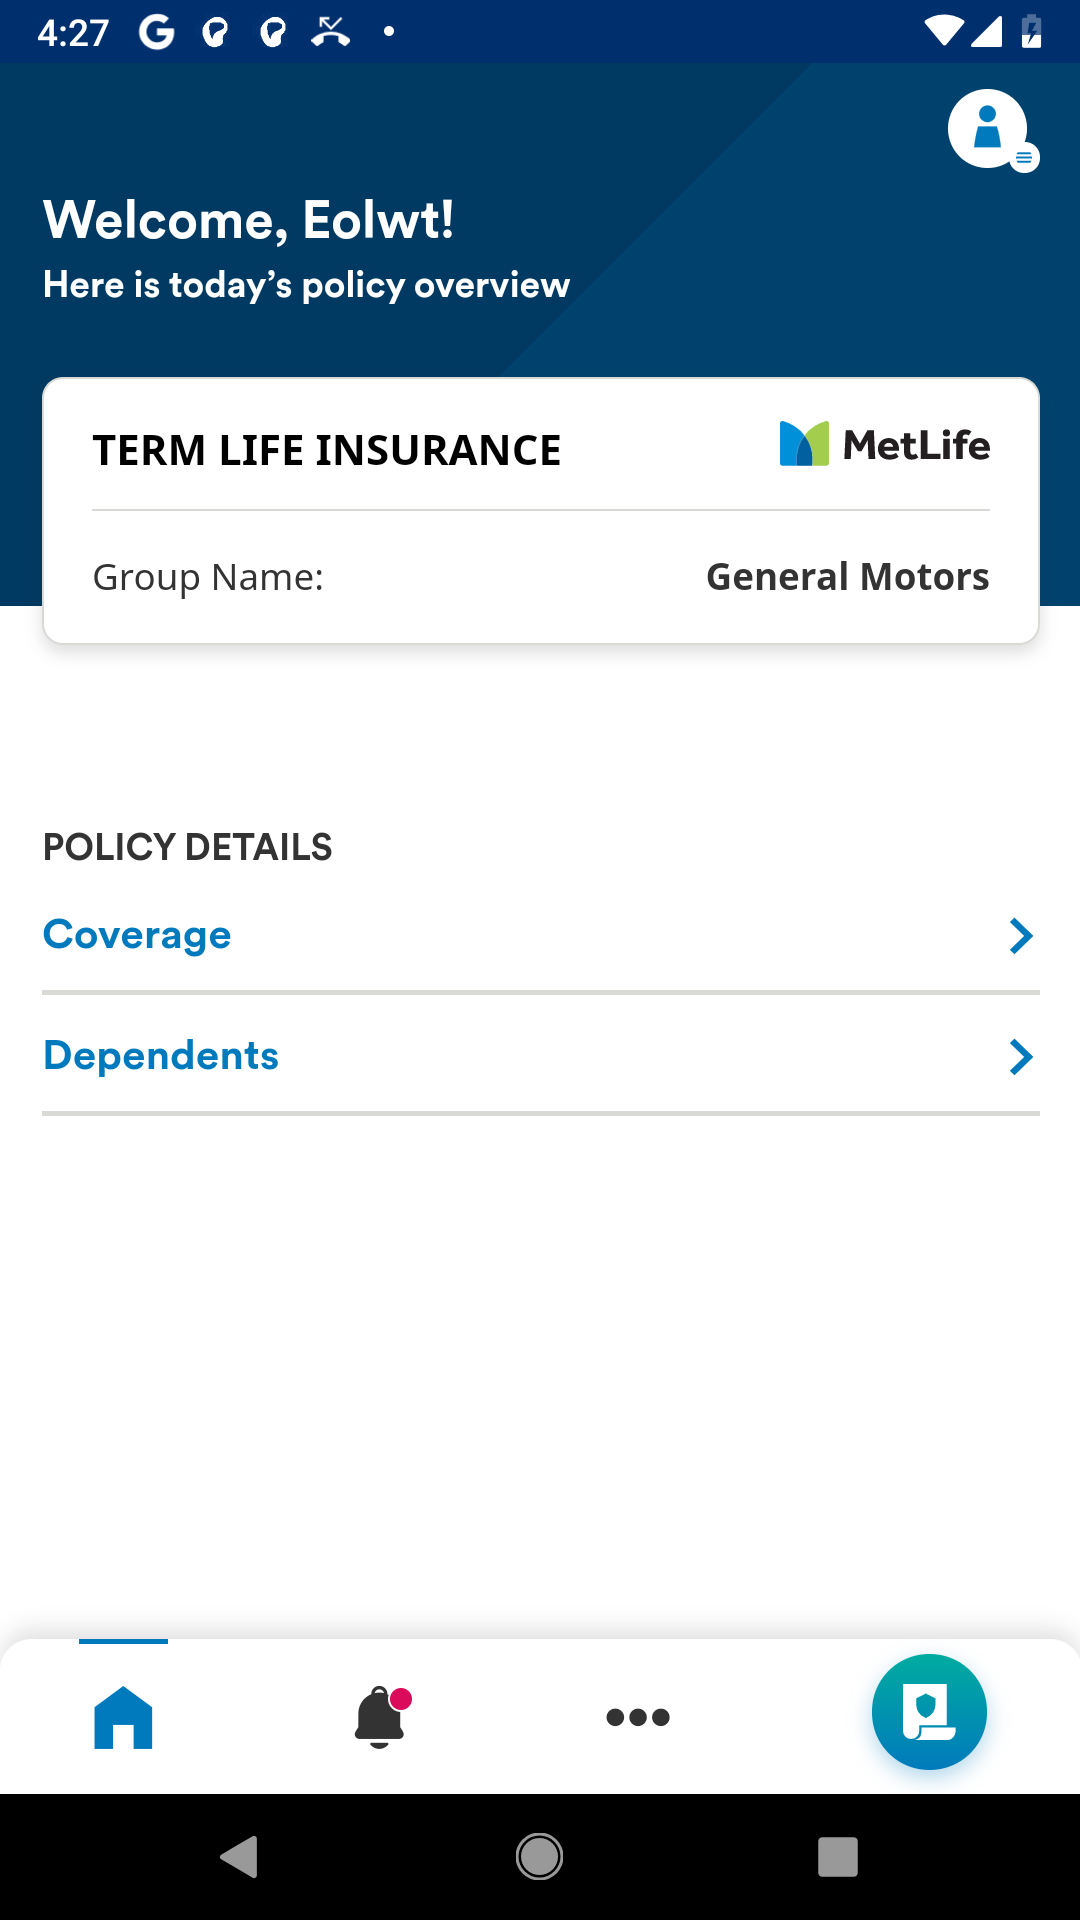 4:27
Welcome, Eolwt!
Here is today’s policy overview
TERM LIFE INSURANCE
MetLife
Group Name:
General Motors
POLICY DETAILS
Coverage
Dependents